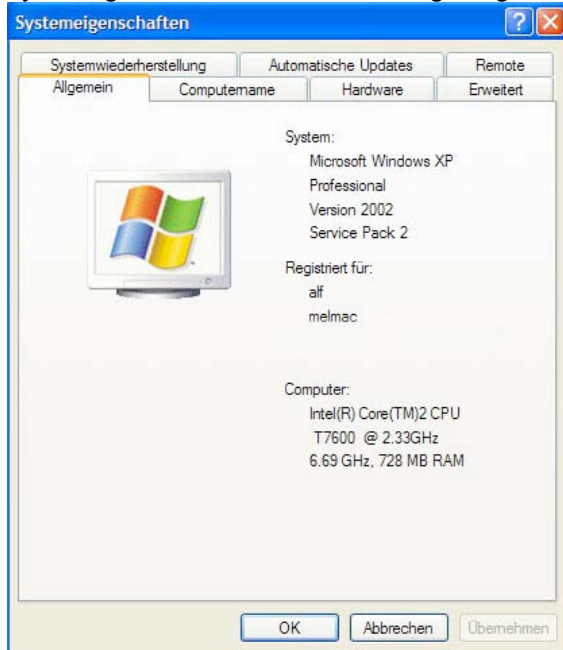 Systemeigenschaften
Systemwiederherstellung Automatische Updates Remote
Allgemein Computername Hardware Erweitert
System:
Microsoft Windows XP
Professional
Version 2002
Service Pack 2
Registriert für:
alf
melmac
Computer:
Intel(R) Core(TM)2 CPU
T7600 @ 2.33GHz
6.69 GHz, 728 MB RAM
OK Abbrechen Übernehmen